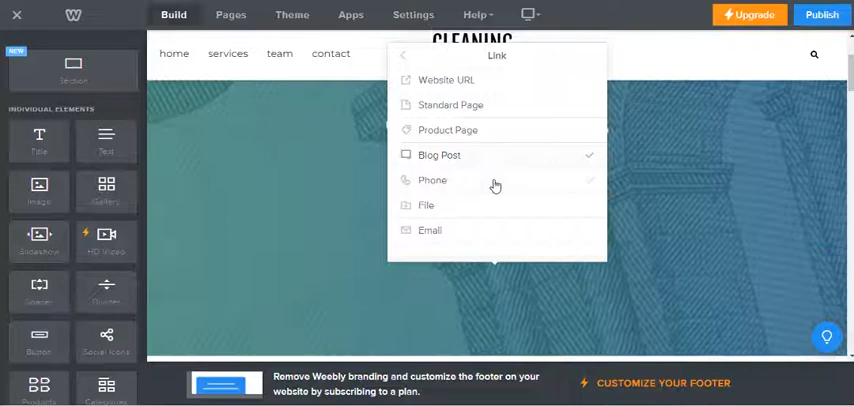 Build Pages Theme Apps Settings Help Upgrade Publish
CLEANING
home services team contact
NEW
Section
INDIVIDUAL ELEMENTS
Title Text
Image Gallery
Slideshow HD Video
Spacer Divider
Button Social Icons
Products Categories
Link
Website URL
Standard Page
Product Page
Blog Post
Phone
File
Email
Remove Weebly branding and customize the footer on your
website by subscribing to a plan.
CUSTOMIZE YOUR FOOTER